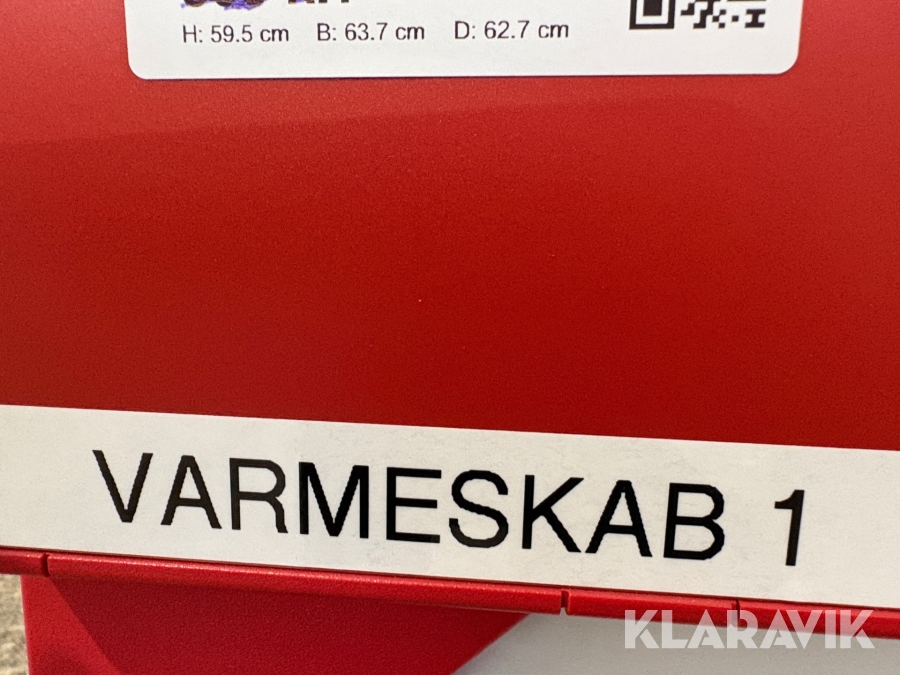 H: 59.5 cm B: 63.7 cm D: 62.7 cm
VARMESKAB 1
KLARAVIK